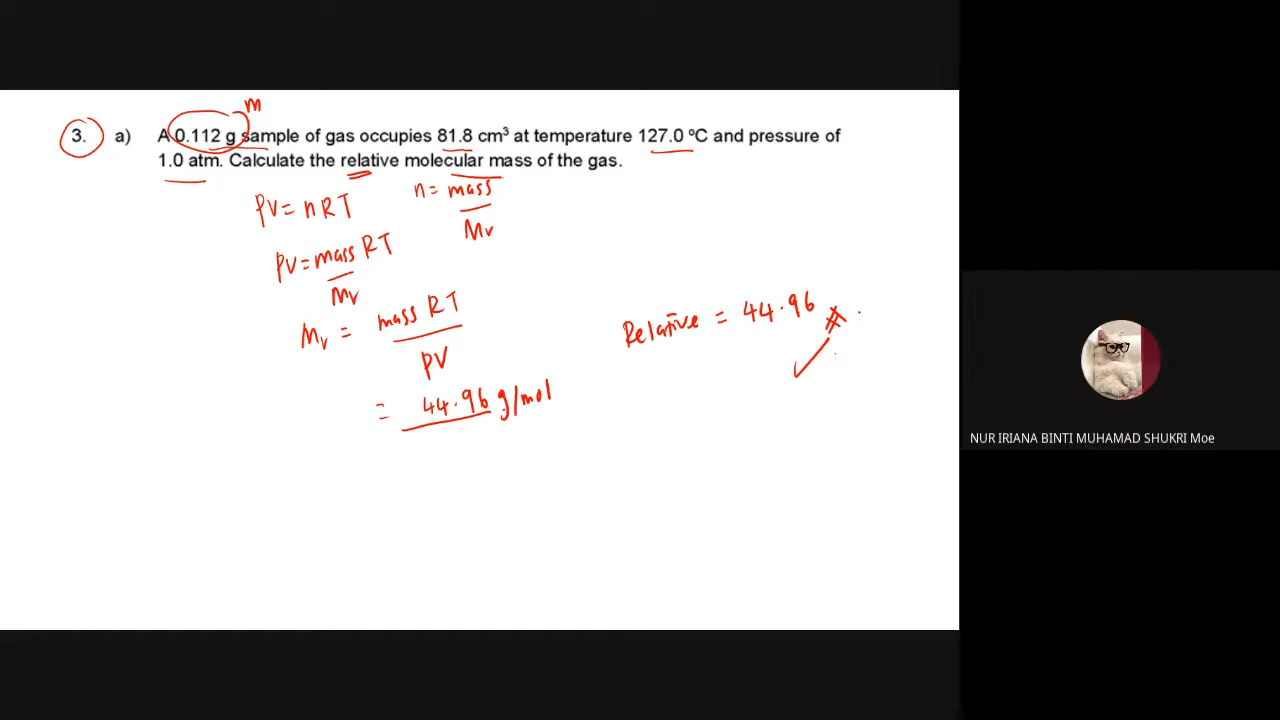 m
3. a) A 0.112 g sample of gas occupies 81.8 cm³ at temperature 127.0 ºC and pressure of
1.0 atm. Calculate the relative molecular mass of the gas.
PV = nRT
n = mass
Mr
PV = mass RT
Mr
Mr = mass RT
PV
= 44.96 g/mol
Relative = 44.96 #
NUR IRIANA BINTI MUHAMAD SHUKRI Moe